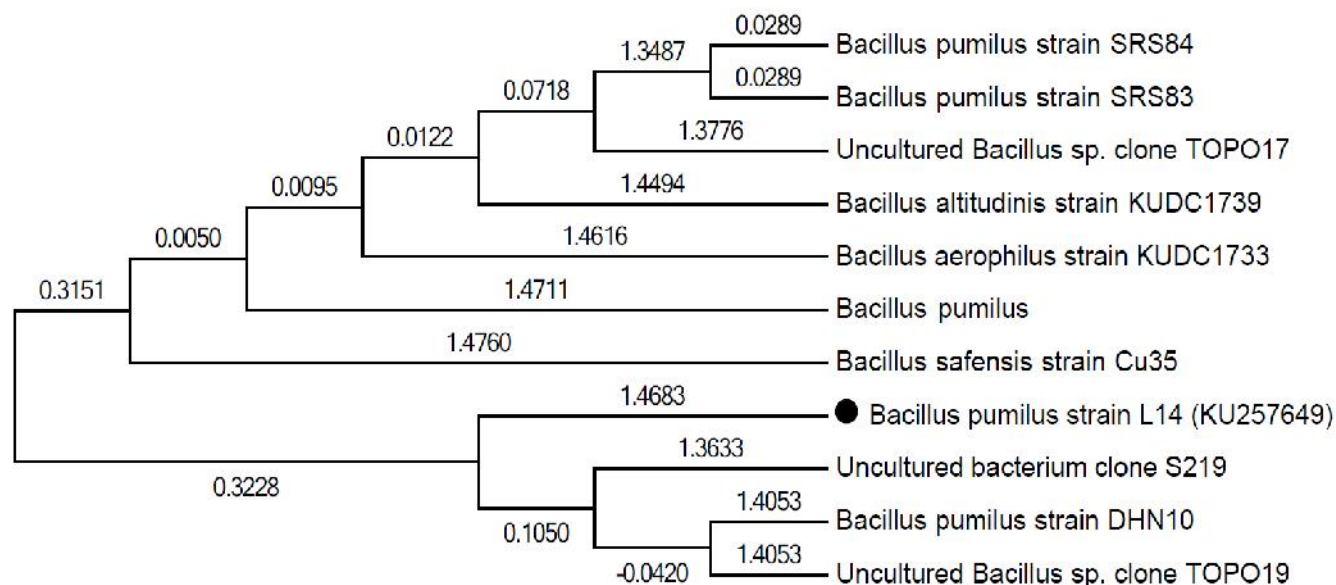 0.0289
Bacillus pumilus strain SRS84
1.3487
0.0289
Bacillus pumilus strain SRS83
0.0718
1.3776
Uncultured Bacillus sp. clone TOPO17
0.0122
1.4494
Bacillus altitudinis strain KUDC1739
0.0095
1.4616
Bacillus aerophilus strain KUDC1733
0.0050
1.4711
Bacillus pumilus
0.3151
1.4760
Bacillus safensis strain Cu35
1.4683
Bacillus pumilus strain L14 (KU257649)
0.3228
1.3633
Uncultured bacterium clone S219
0.1050
1.4053
Bacillus pumilus strain DHN10
-0.0420
1.4053
Uncultured Bacillus sp. clone TOPO19